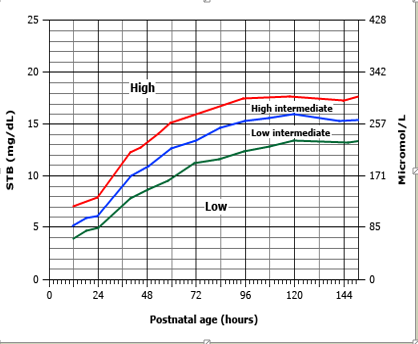 25
20
15
10
5
0
STB (mg/dL)
High
High intermediate
Low intermediate
Low
428
342
257
171
85
0
Micromol/L
0 24 48 72 96 120 144
Postnatal age (hours)